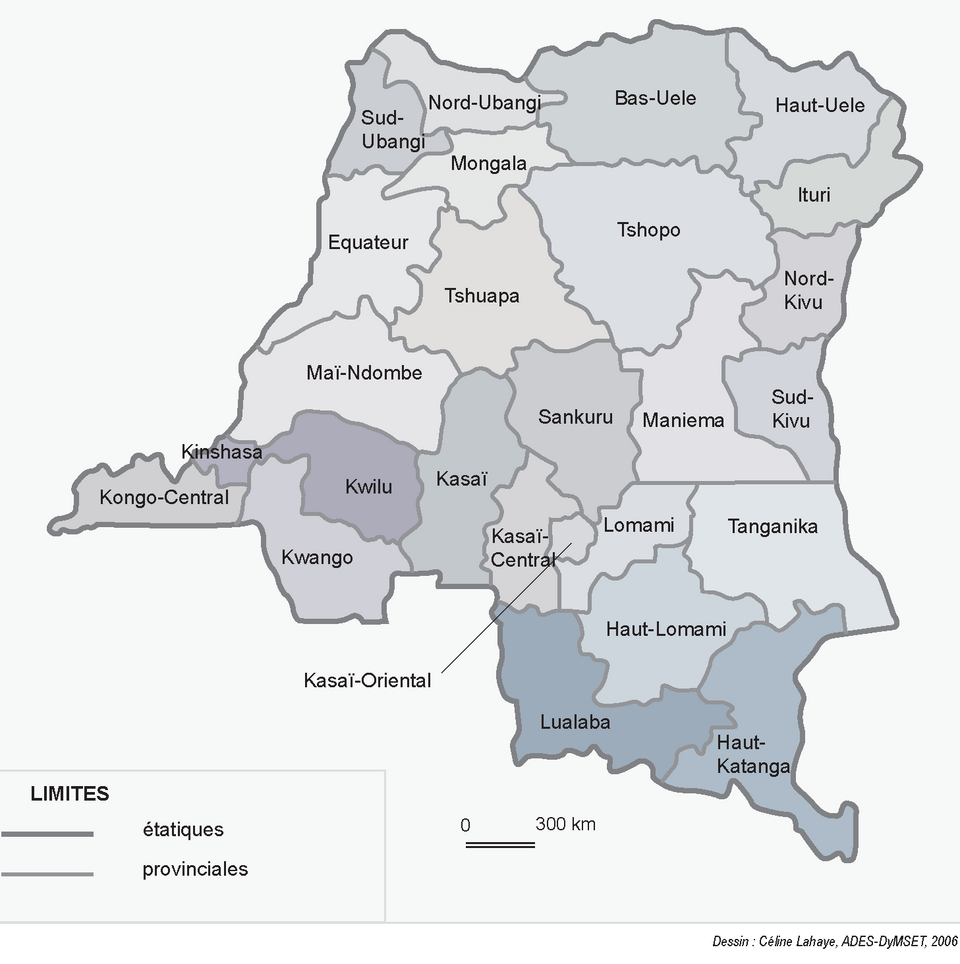 Nord-Ubangi
Bas-Uele
Haut-Uele
Sud-
Ubangi
Mongala
Ituri
Equateur
Tshopo
Tshuapa
Nord-
Kivu
Maï-Ndombe
Sankuru
Maniema
Sud-
Kivu
Kinshasa
Kongo-Central
Kwilu
Kasaï
Kwango
Kasaï-
Central
Lomami
Tanganika
Haut-Lomami
Kasaï-Oriental
Lualaba
Haut-
Katanga
LIMITES
étatiques
provinciales
0 300 km
Dessin : Céline Lahaye, ADES-DyMSET, 2006